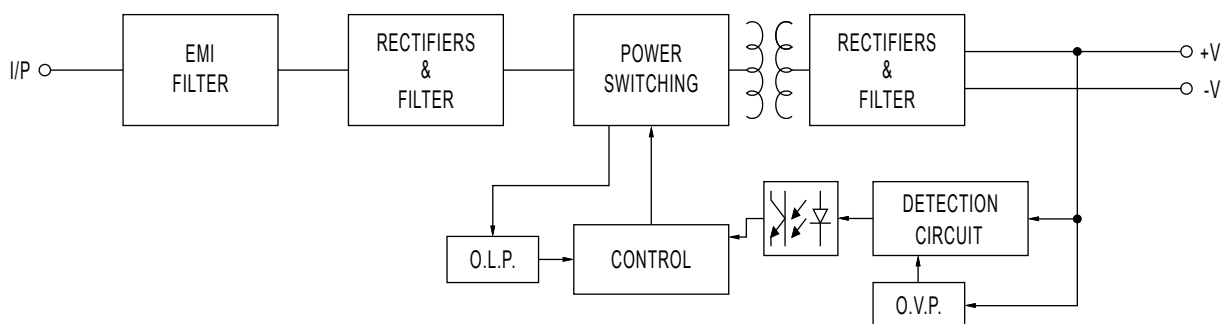 I/P
EMI
FILTER
RECTIFIERS
&
FILTER
POWER
SWITCHING
RECTIFIERS
&
FILTER
+V
-V
O.L.P.
CONTROL
DETECTION
CIRCUIT
O.V.P.